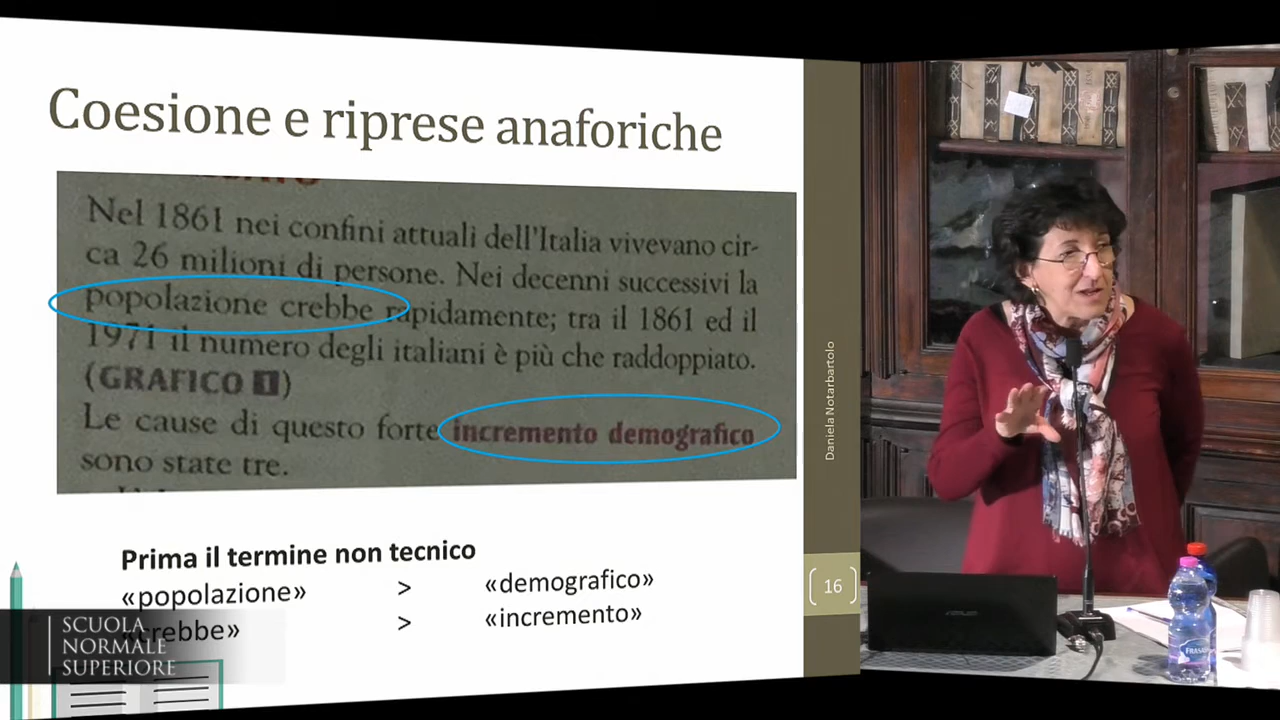 Coesione e riprese anaforiche
Nel 1861 nei confini attuali dell'Italia vivevano cir-
ca 26 milioni di persone. Nei decenni successivi la
popolazione crebbe rapidamente; tra il 1861 ed il
1971 il numero degli italiani è più che raddoppiato.
(GRAFICO 1)
Le cause di questo forte incremento demografico
sono state tre.
Prima il termine non tecnico
«popolazione» > «demografico»
«crebbe» > «incremento»
Daniela Notarbartolo
16
SCUOLA
NORMALE
SUPERIORE
ASUS